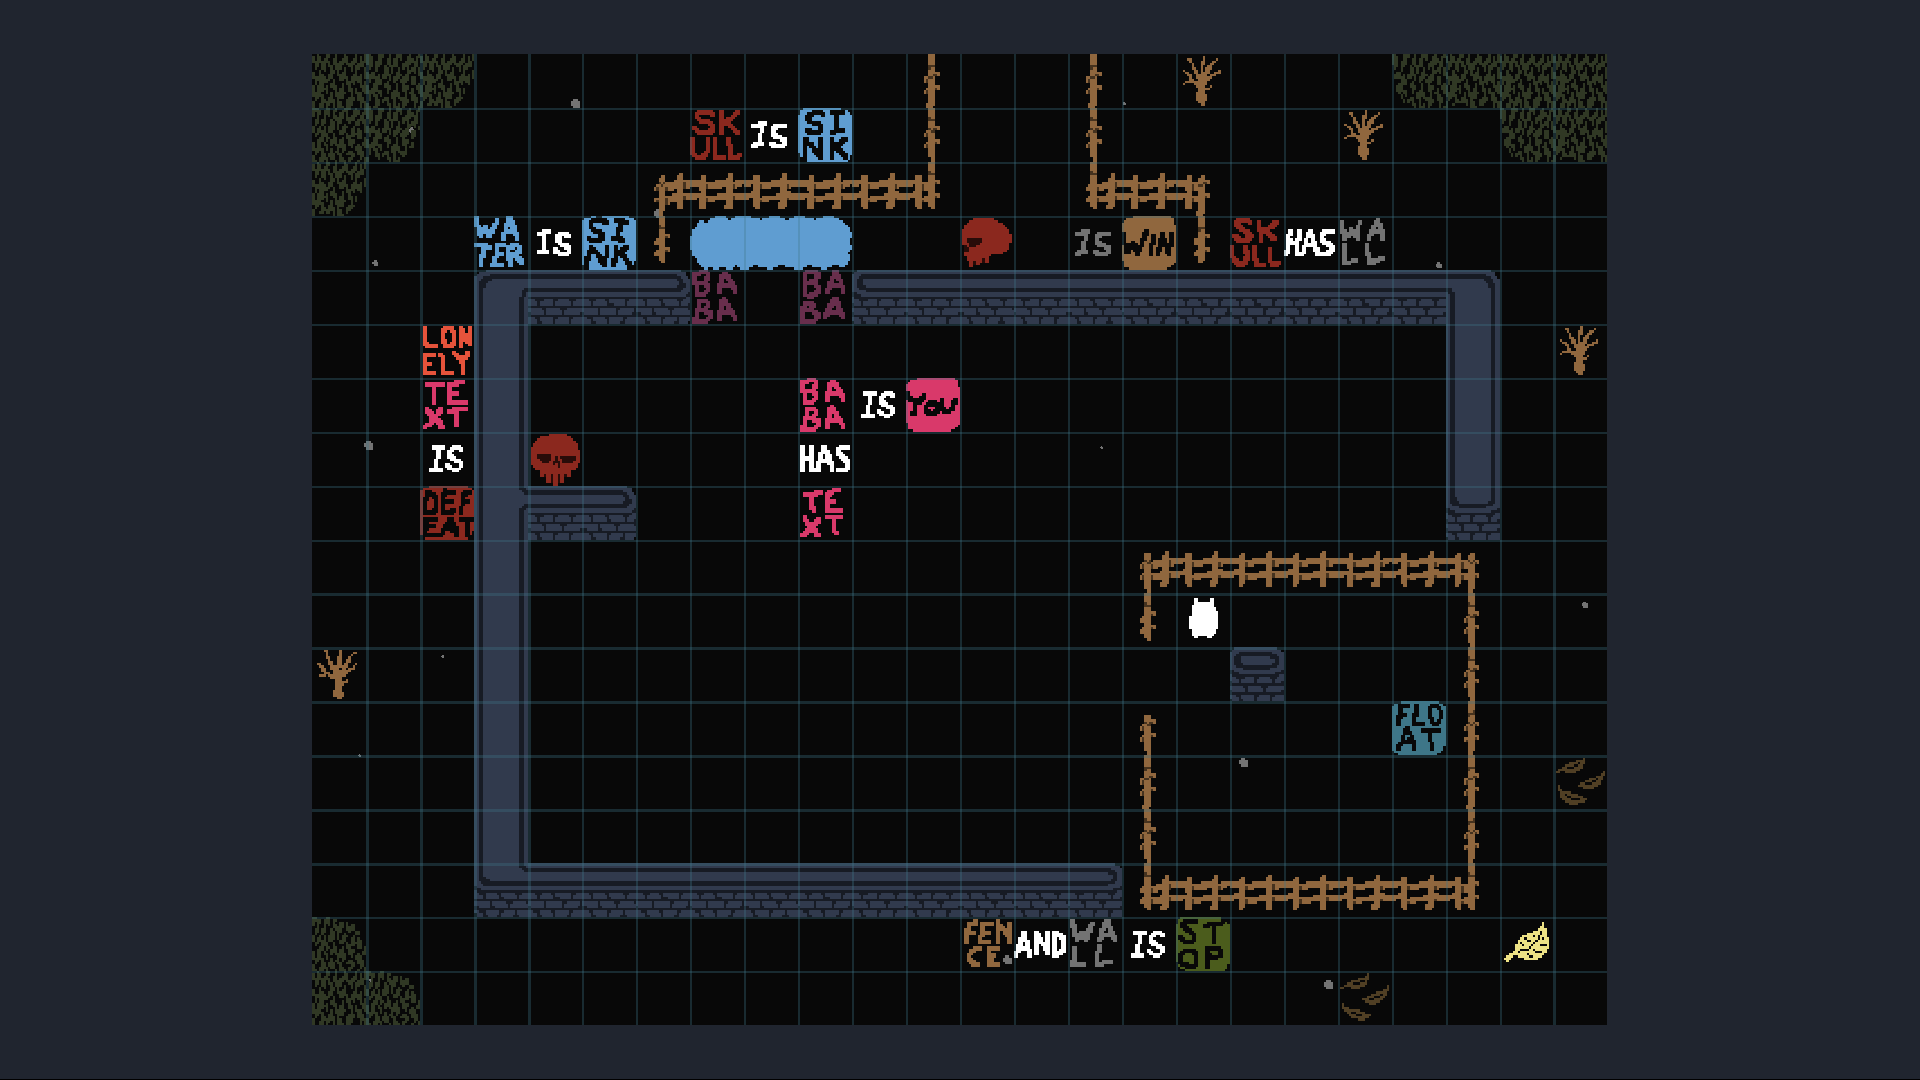 SKULL IS SINK
WATER IS SINK
IS WIN
SKULL HAS WALL
BABA BABA
LONELY TEXT IS DEFEAT
BABA IS YOU
HAS
TEXT
FLOAT
FENCE AND WALL IS STOP